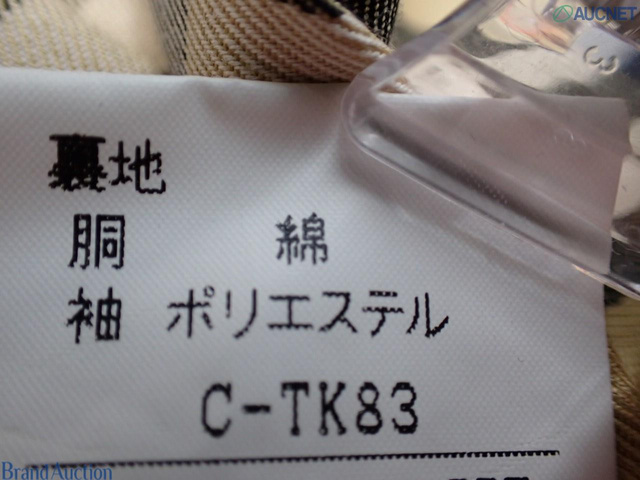 AUCNET
裏地
胴 綿
袖 ポリエステル
C-TK83
Brand Auction